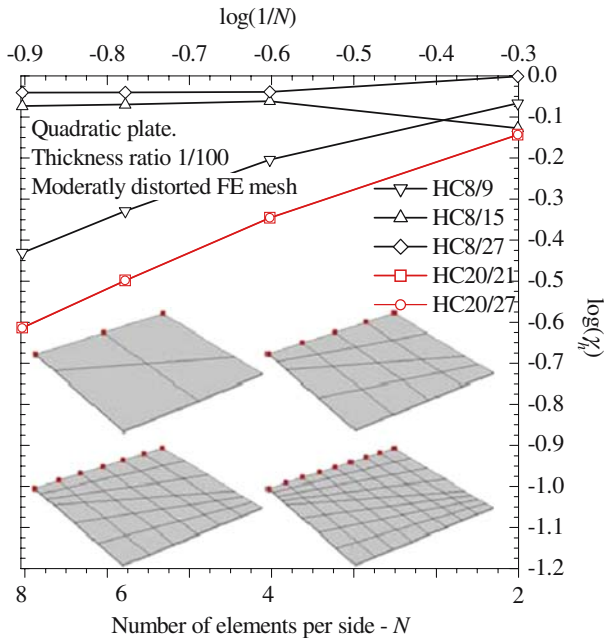 log(1/N)
-0.9 -0.8 -0.7 -0.6 -0.5 -0.4 -0.3
0.0
-0.1
-0.2
-0.3
-0.4
-0.5
-0.6
-0.7
-0.8
-0.9
-1.0
-1.1
-1.2
log(γh)
Quadratic plate.
Thickness ratio 1/100
Moderatly distorted FE mesh
HC8/9
HC8/15
HC8/27
HC20/21
HC20/27
8 6 4 2
Number of elements per side - N